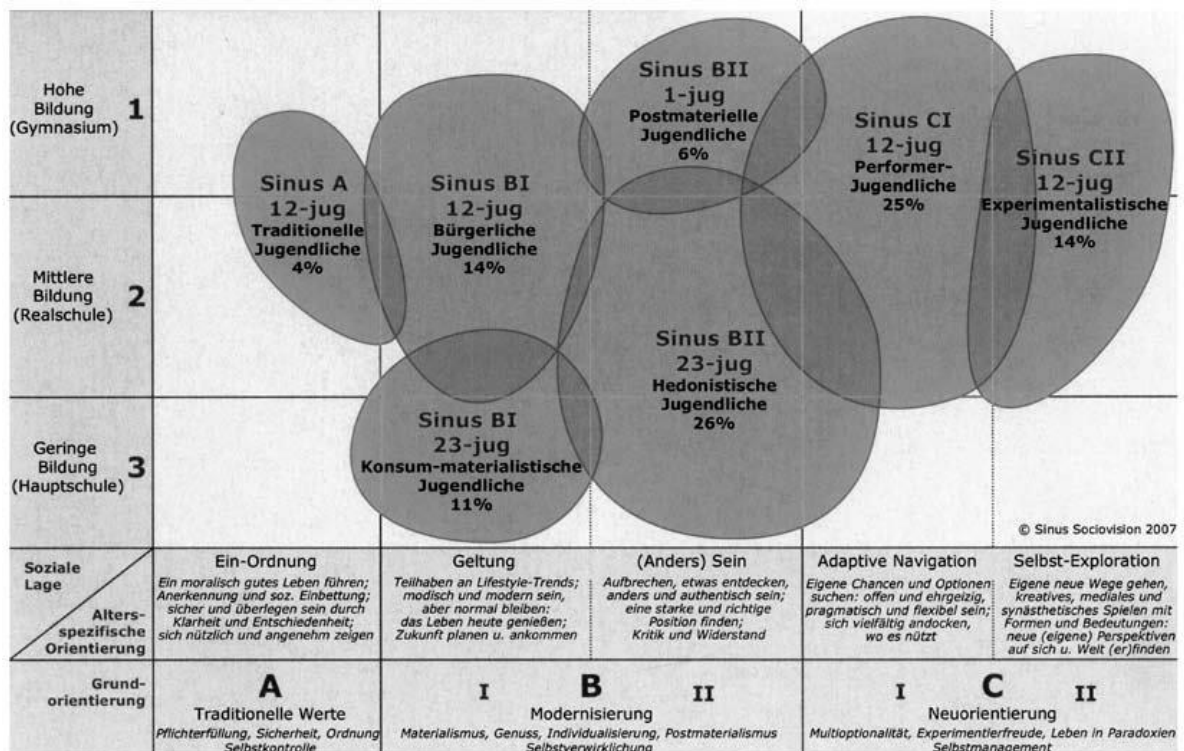 Hohe
Bildung
(Gymnasium)
1
Mittlere
Bildung
(Realschule)
2
Geringe
Bildung
(Hauptschule)
3
Sinus A
12-jug
Traditionelle
Jugendliche
4%
Sinus BI
12-jug
Bürgerliche
Jugendliche
14%
Sinus BII
1-jug
Postmaterielle
Jugendliche
6%
Sinus CI
12-jug
Performer-
Jugendliche
25%
Sinus CII
12-jug
Experimentalistische
Jugendliche
14%
Sinus BI
23-jug
Konsum-materialistische
Jugendliche
11%
Sinus BII
23-jug
Hedonistische
Jugendliche
26%
© Sinus Sociovision 2007
Soziale
Lage
Alters-
spezifische
Orientierung
Ein-Ordnung
Ein moralisch gutes Leben führen;
Anerkennung und soz. Einbettung;
sicher und überlegen sein durch
Klarheit und Entschiedenheit;
sich nützlich und angenehm zeigen
Geltung
Teilhaben an Lifestyle-Trends;
modisch und modern sein,
aber normal bleiben:
das Leben heute genießen;
Zukunft planen u. ankommen
(Anders) Sein
Aufbrechen, etwas entdecken,
anders und authentisch sein;
eine starke und richtige
Position finden;
Kritik und Widerstand
Adaptive Navigation
Eigene Chancen und Optionen
suchen: offen und ehrgeizig,
pragmatisch und flexibel sein;
sich vielfältig andocken,
wo es nützt
Selbst-Exploration
Eigene neue Wege gehen,
kreatives, mediales und
synästhetisches Spielen mit
Formen und Bedeutungen:
neue (eigene) Perspektiven
auf sich u. Welt (er)finden
Grund-
orientierung
A
Traditionelle Werte
Pflichterfüllung, Sicherheit, Ordnung
Selbstkontrolle
I B II
Modernisierung
Materialismus, Genuss, Individualisierung, Postmaterialismus
Selbstverwirklichung
I C II
Neuorientierung
Multioptionalität, Experimentierfreude, Leben in Paradoxien
Selbstmanagement